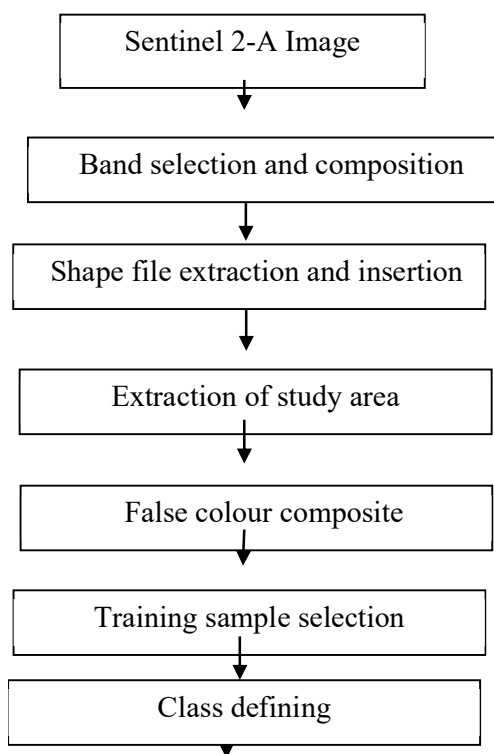 Sentinel 2-A Image
Band selection and composition
Shape file extraction and insertion
Extraction of study area
False colour composite
Training sample selection
Class defining